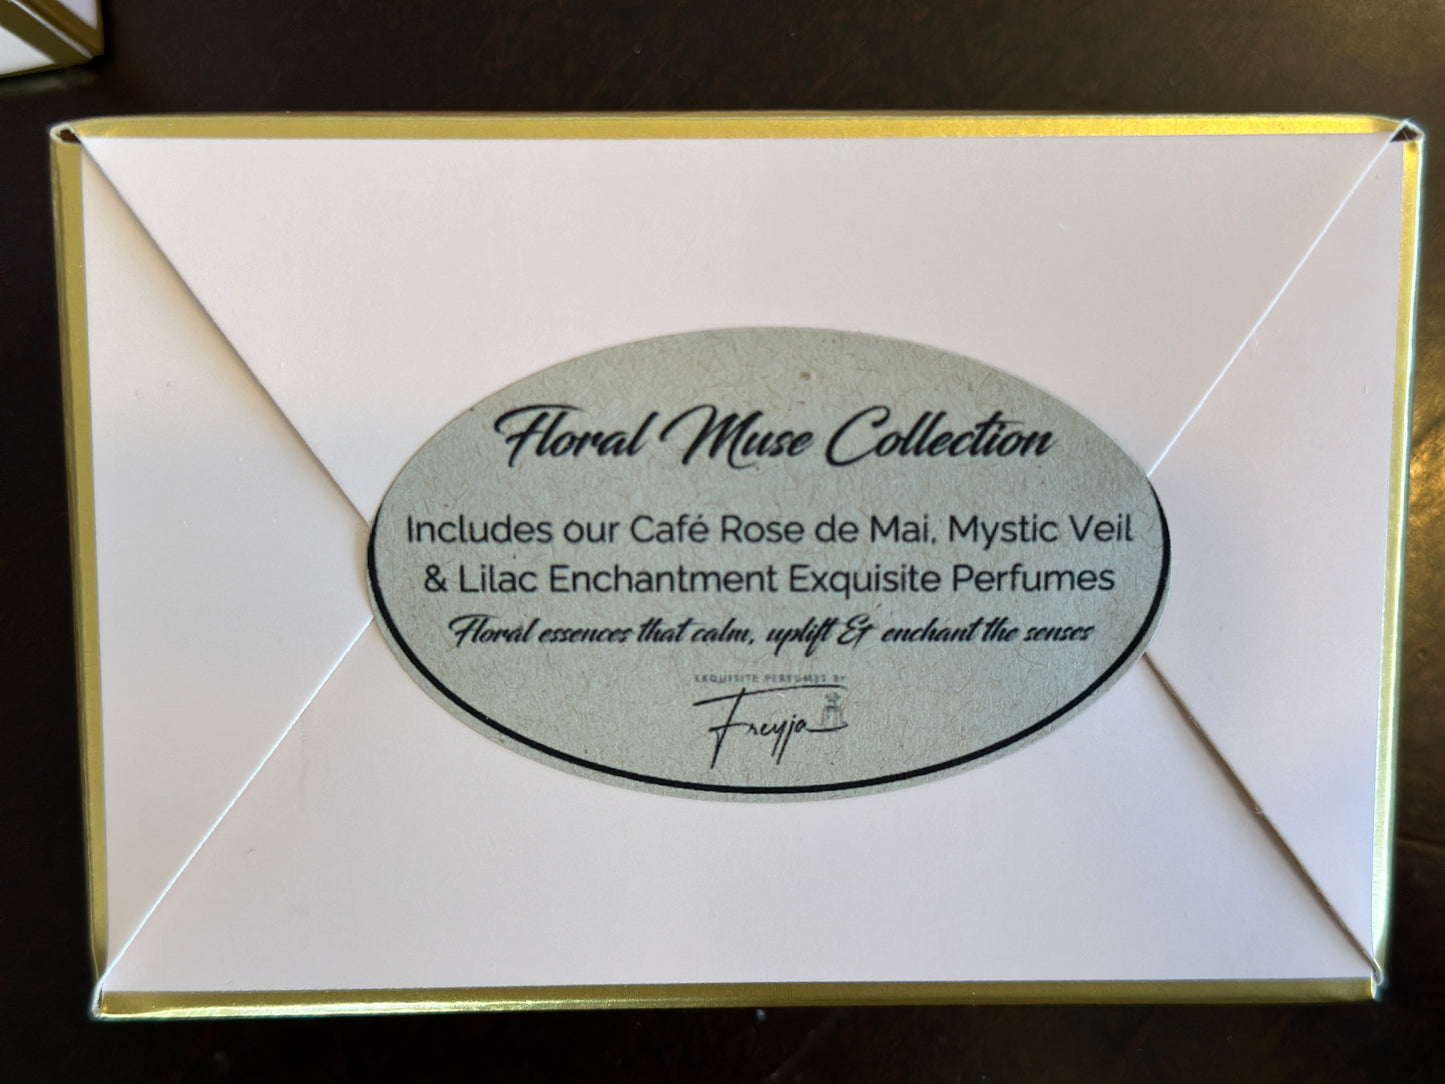 Floral Muse Collection
Includes our Café Rose de Mai, Mystic Veil
& Lilac Enchantment Exquisite Perfumes
Floral essences that calm, uplift & enchant the senses
EXQUISITE PERFUMES BY
Freyja